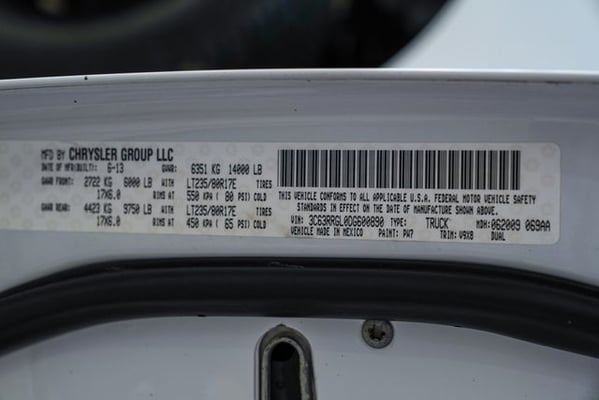 MFD BY CHRYSLER GROUP LLC
DATE OF MFR(BUILT): 6-13 GVWR: 6351 KG 14000 LB
GAWR FRONT: 2722 KG 6000 LB WITH LT235/80R17E TIRES
17X6.0 RIMS AT 550 KPA ( 80 PSI) COLD
GAWR REAR: 4423 KG 9750 LB WITH LT235/80R17E TIRES
17X6.0 RIMS AT 450 KPA ( 65 PSI) COLD
THIS VEHICLE CONFORMS TO ALL APPLICABLE U.S.A. FEDERAL MOTOR VEHICLE SAFETY
STANDARDS IN EFFECT ON THE DATE OF MANUFACTURE SHOWN ABOVE.
VIN: 3C63RRGL0DG600890 TYPE: TRUCK MDH: 062009 069AA
VEHICLE MADE IN MEXICO PAINT: PW7 TRIM: V9X8 DUAL